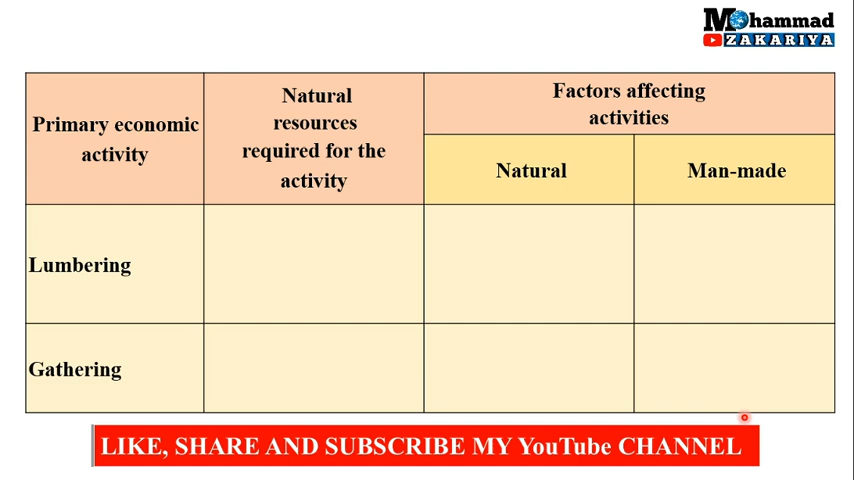 Mohammad
ZAKARIYA
Primary economic
activity
Natural
resources
required for the
activity
Factors affecting
activities
Natural
Man-made
Lumbering
Gathering
LIKE, SHARE AND SUBSCRIBE MY YouTube CHANNEL